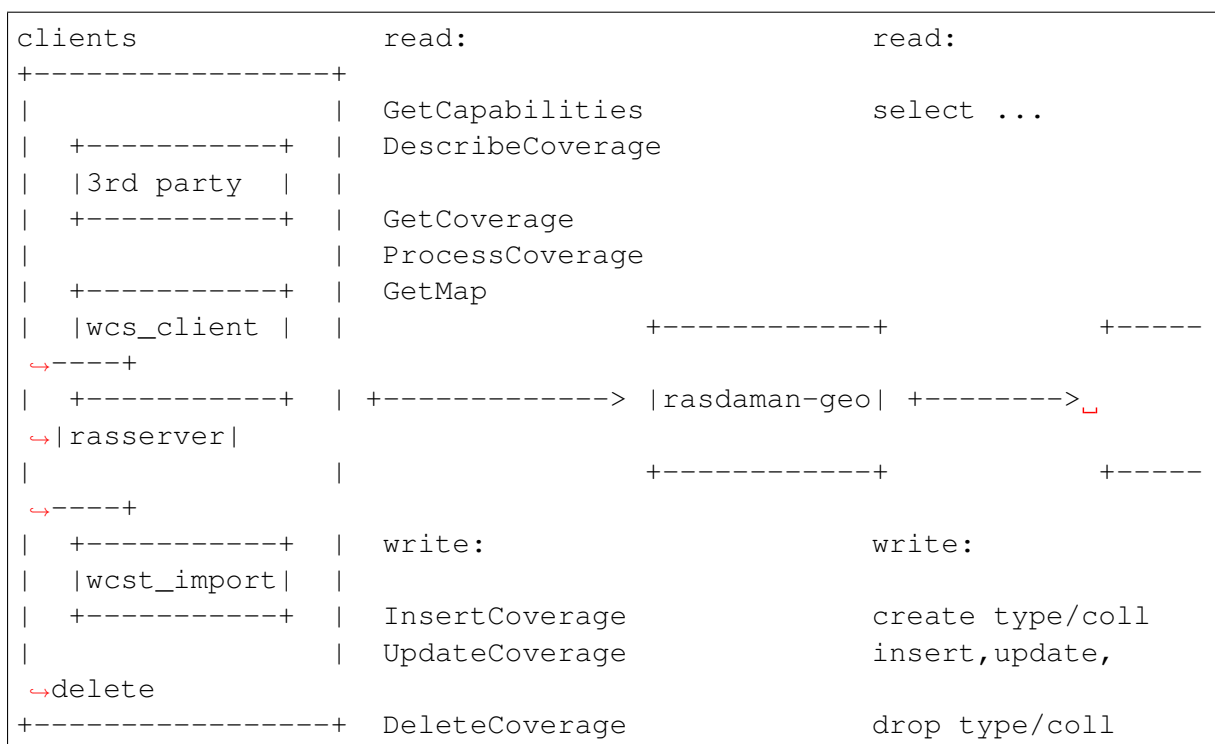 clients               read:                         read:
+-----------------+
|                 |  GetCapabilities              select ...
|  +-----------+  |  DescribeCoverage
|  |3rd party  |  |
|  +-----------+  |  GetCoverage
|                 |  ProcessCoverage
|  +-----------+  |  GetMap
|  |wcs_client |  |                   +------------+             +-----
↪----+
|  +-----------+  | +-------------> |rasdaman-geo| +-------->␣
↪|rasserver|
|                 |                   +------------+             +-----
↪----+
|  +-----------+  |  write:                        write:
|  |wcst_import|  |
|  +-----------+  |  InsertCoverage               create type/coll
|                 |  UpdateCoverage               insert,update,
↪delete
+-----------------+  DeleteCoverage               drop type/coll